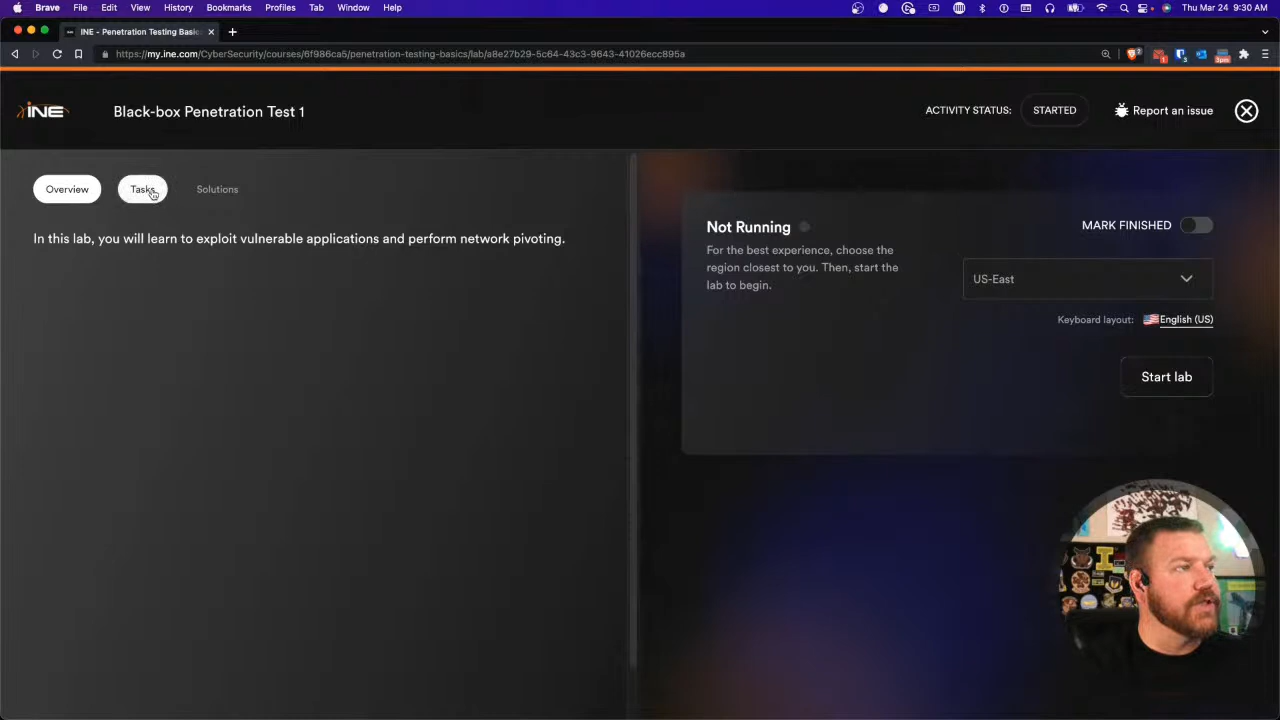 Brave File Edit View History Bookmarks Profiles Tab Window Help Thu Mar 24 9:30 AM
INE - Penetration Testing Basic
https://my.ine.com/CyberSecurity/courses/6f986ca5/penetration-testing-basics/lab/a8e27b29-5c64-43c3-9643-41026ecc895a
INE Black-box Penetration Test 1 ACTIVITY STATUS: STARTED Report an issue
Overview Tasks Solutions
In this lab, you will learn to exploit vulnerable applications and perform network pivoting.
Not Running MARK FINISHED
For the best experience, choose the
region closest to you. Then, start the
lab to begin.
US-East
Keyboard layout: English (US)
Start lab